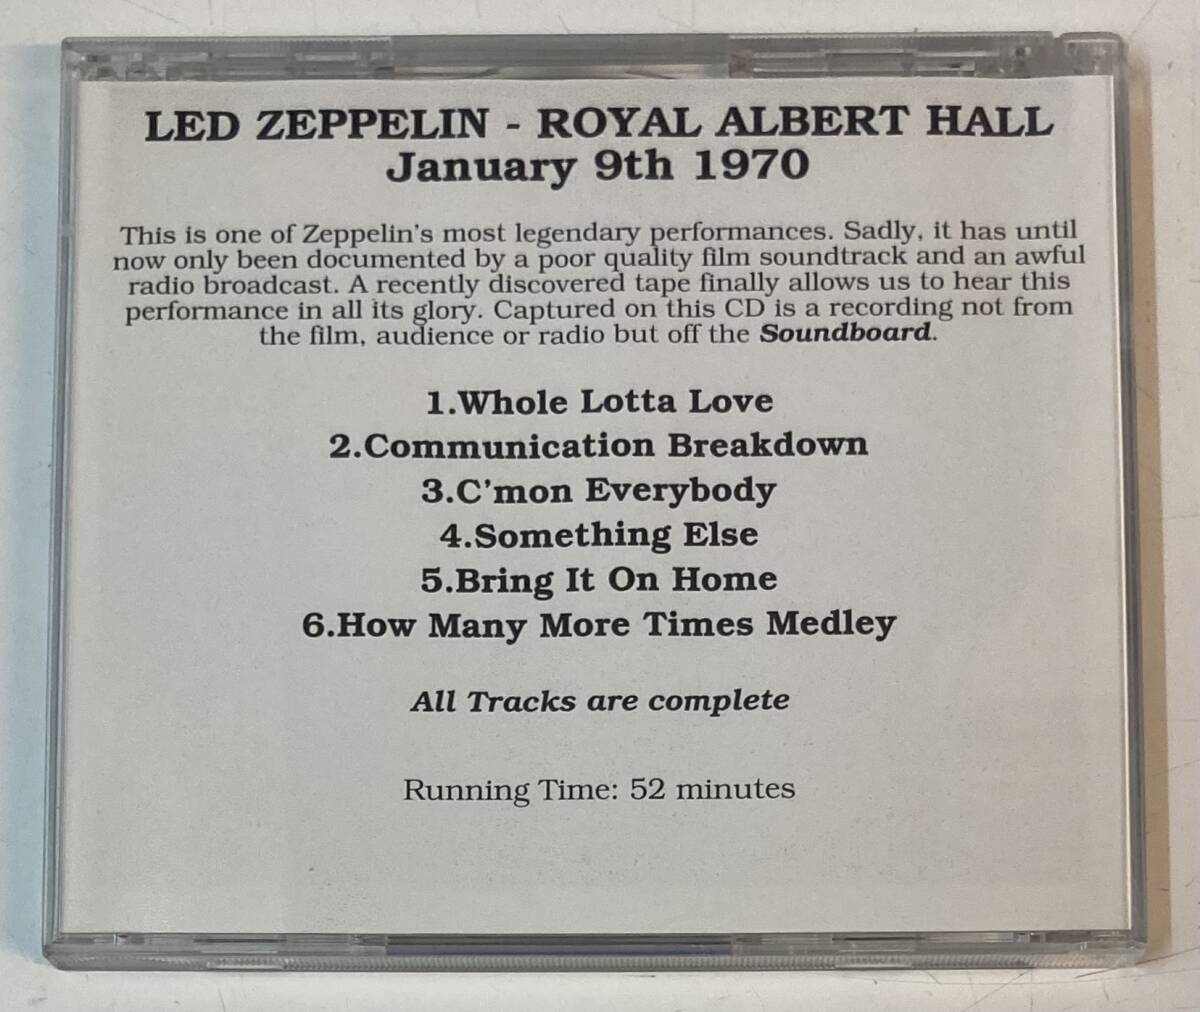 LED ZEPPELIN - ROYAL ALBERT HALL
January 9th 1970
This is one of Zeppelin's most legendary performances. Sadly, it has until
now only been documented by a poor quality film soundtrack and an awful
radio broadcast. A recently discovered tape finally allows us to hear this
performance in all its glory. Captured on this CD is a recording not from
the film, audience or radio but off the Soundboard.
1.Whole Lotta Love
2.Communication Breakdown
3.C'mon Everybody
4.Something Else
5.Bring It On Home
6.How Many More Times Medley
All Tracks are complete
Running Time: 52 minutes